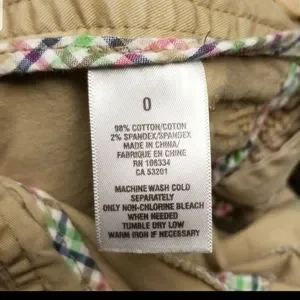 0
98% COTTON/COTON
2% SPANDEX/SPANDEX
MADE IN CHINA/
FABRIQUE EN CHINE
RN 106334
CA 53201
MACHINE WASH COLD
SEPARATELY
ONLY NON-CHLORINE BLEACH
WHEN NEEDED
TUMBLE DRY LOW
WARM IRON IF NECESSARY